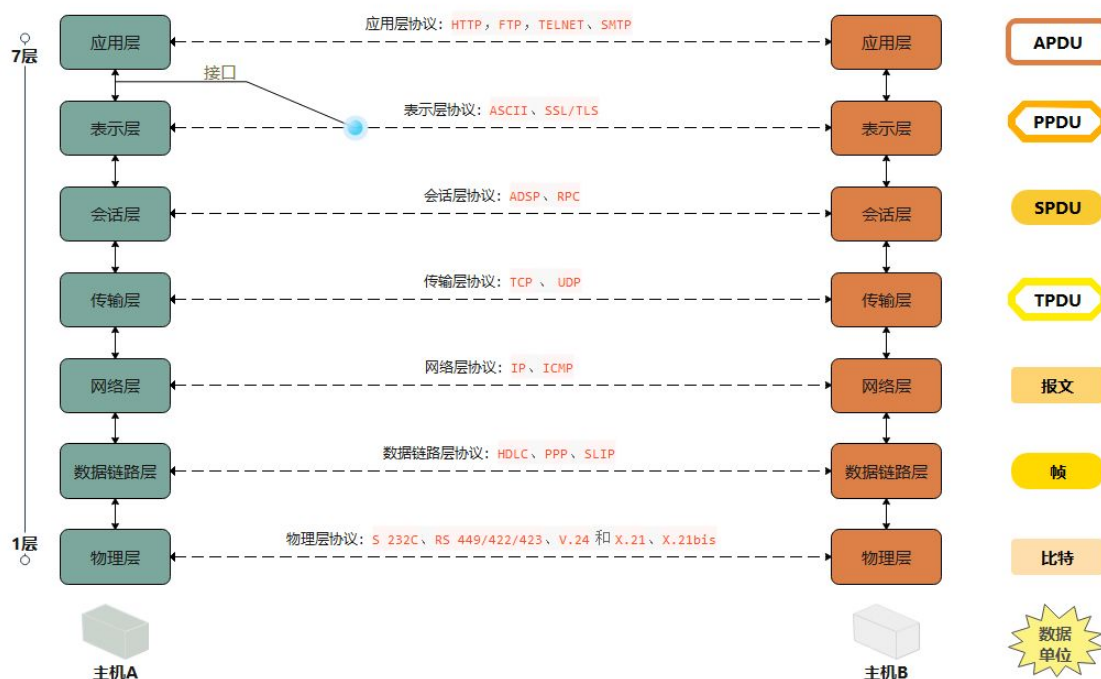 应用层协议：HTTP，FTP，TELNET、SMTP
应用层
应用层
APDU
7层
接口
表示层协议：ASCII、SSL/TLS
表示层
表示层
PPDU
会话层协议：ADSP、RPC
会话层
会话层
SPDU
传输层协议：TCP 、 UDP
传输层
传输层
TPDU
网络层协议：IP、ICMP
网络层
网络层
报文
数据链路层协议：HDLC、PPP、SLIP
数据链路层
数据链路层
帧
1层
物理层协议：S 232C、RS 449/422/423、V.24 和 X.21、X.21bis
物理层
物理层
比特
主机A
主机B
数据
单位